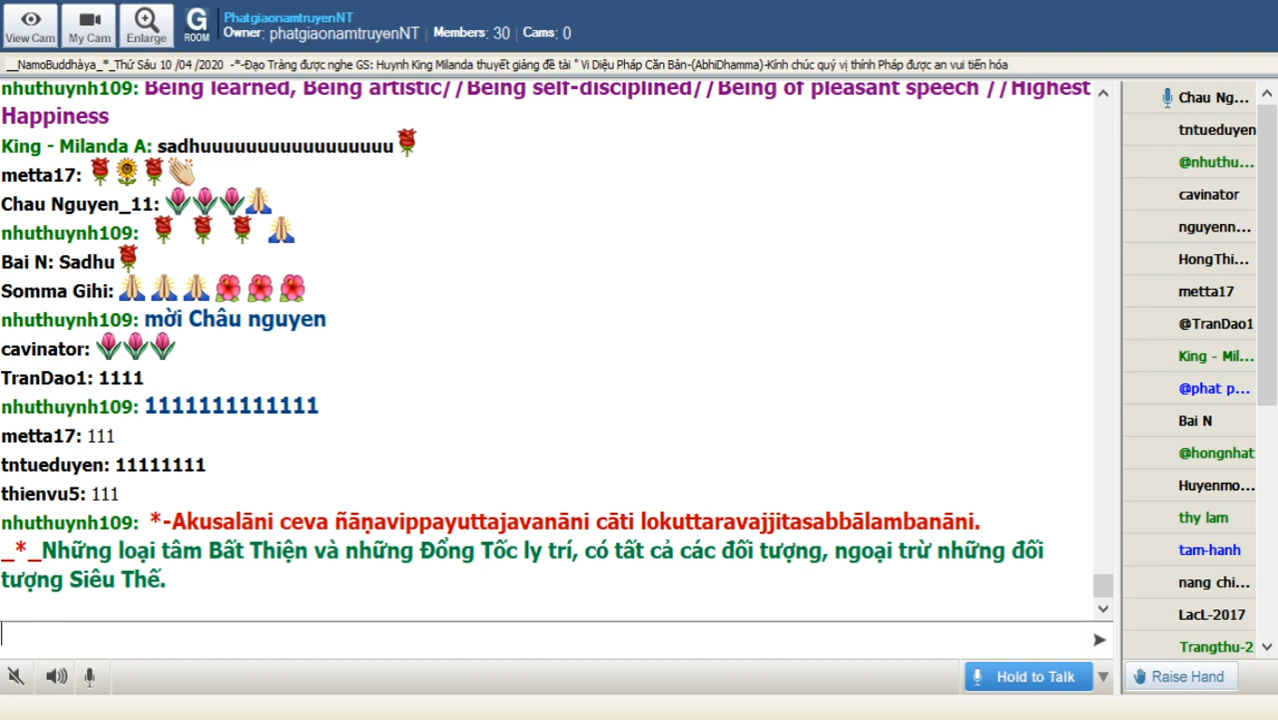 View Cam
My Cam
Enlarge
G
ROOM
PhatgiaonamtruyenNT
Owner: phatgiaonamtruyenNT | Members: 30 | Cams: 0
__NamoBuddhàya_*_Thứ Sáu 10 /04 /2020 -*-Đạo Tràng được nghe GS: Huynh King Milanda thuyết giảng đề tài " Vi Diệu Pháp Căn Bản-(AbhiDhamma)-Kính chúc quý vị thính Pháp được an vui tiến hóa
nhuthuynh109: Being learned, Being artistic//Being self-disciplined//Being of pleasant speech //Highest
Happiness
King - Milanda A: sadhuuuuuuuuuuuuuuuuu🌹
metta17: 🌹🌻🌹👏
Chau Nguyen_11: 🌷🌷🌷🙏
nhuthuynh109: 🌹 🌹 🌹 🙏
Bai N: Sadhu🌹
Somma Gihi: 🙏🙏🙏🌺🌺🌺
nhuthuynh109: mời Châu nguyen
cavinator: 🌷🌷🌷
TranDao1: 1111
nhuthuynh109: 1111111111111
metta17: 111
tntueduyen: 11111111
thienvu5: 111
nhuthuynh109: *-Akusalāni ceva ñāṇavippayuttajavanāni cāti lokuttaravajjitasabbālambanāni.
_*_Những loại tâm Bất Thiện và những Đổng Tốc ly trí, có tất cả các đối tượng, ngoại trừ những đối
tượng Siêu Thế.
Chau Ng...
tntueduyen
@nhuthu...
cavinator
nguyenn...
HongThi...
metta17
@TranDao1
King - Mil...
@phat p...
Bai N
@hongnhat
Huyenmo...
thy lam
tam-hanh
nang chi...
LacL-2017
Trangthu-2
Hold to Talk
Raise Hand